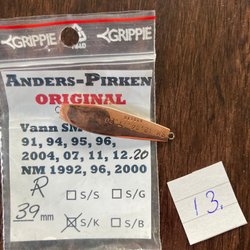 GRIPPIE GRIPPIE
ANDERS-PIRKEN
ORIGINAL
Vann SM
91, 94, 95, 96,
2004, 07, 11, 12.20
NM 1992, 96, 2000
R S/S S/G
39 mm S/K S/B
13.